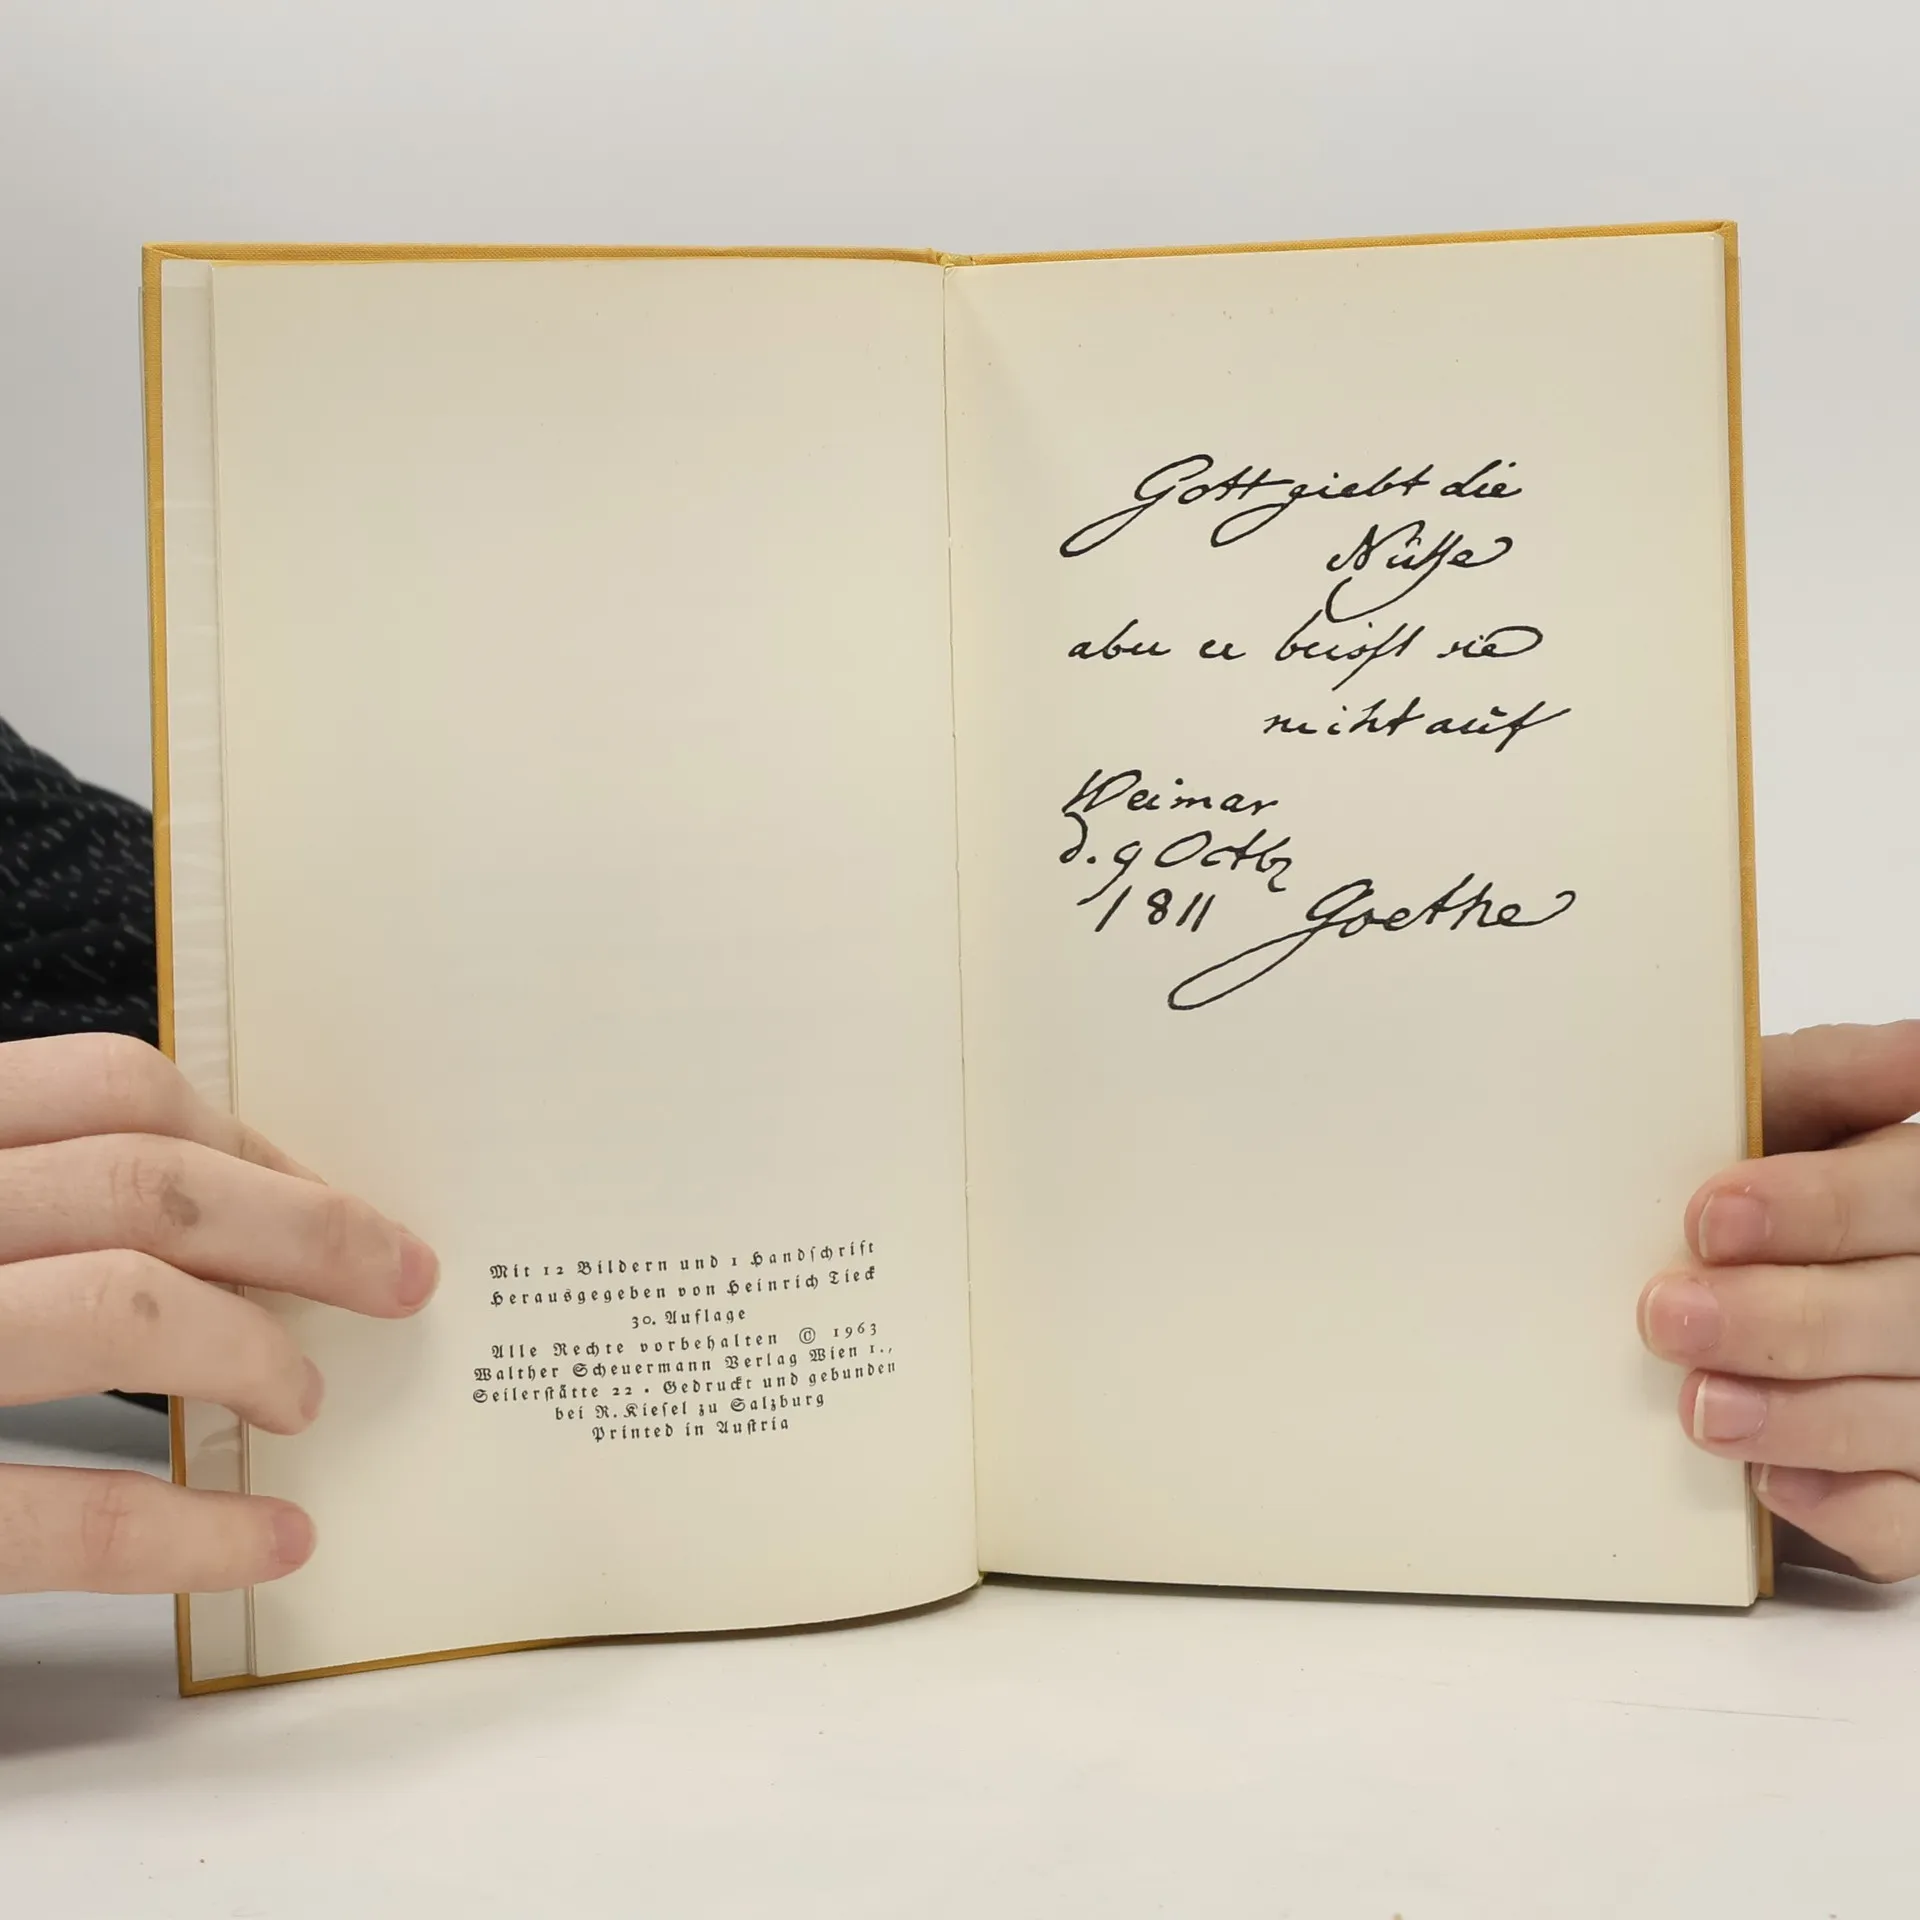 Mit 12 Bildern und 1 Handschrift
Herausgegeben von Heinrich Tieck
30. Auflage
Alle Rechte vorbehalten © 1963
Walther Scheuermann Verlag Wien 1.,
Seilerstätte 22 • Gedruckt und gebunden
bei R. Kiesel zu Salzburg
Printed in Austria
Gott giebt die
Nüsse
aber er beisst sie
nicht auf
Weimar
d. 9 Octbr
1811 Goethe